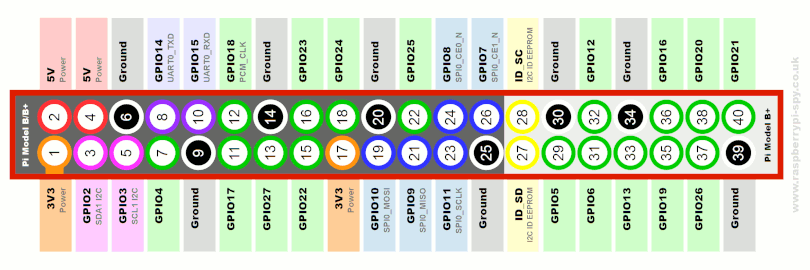 5V
Power
5V
Power
Ground
GPIO14
UART0_TXD
GPIO15
UART0_RXD
GPIO18
PCM_CLK
Ground
GPIO23
GPIO24
Ground
GPIO25
GPIO8
SPI0_CE0_N
GPIO7
SPI0_CE1_N
ID_SC
I2C ID EEPROM
Ground
GPIO12
Ground
GPIO16
GPIO20
GPIO21
Pi Model B/B+
2 4 6 8 10 12 14 16 18 20 22 24 26 28 30 32 34 36 38 40
1 3 5 7 9 11 13 15 17 19 21 23 25 27 29 31 33 35 37 39
Pi Model B+
3V3
Power
GPIO2
SDA1 I2C
GPIO3
SCL1 I2C
GPIO4
Ground
GPIO17
GPIO27
GPIO22
3V3
Power
GPIO10
SPI0_MOSI
GPIO9
SPI0_MISO
GPIO11
SPI0_SCLK
Ground
ID_SD
I2C ID EEPROM
GPIO5
GPIO6
GPIO13
GPIO19
GPIO26
Ground
www.raspberrypi-spy.co.uk